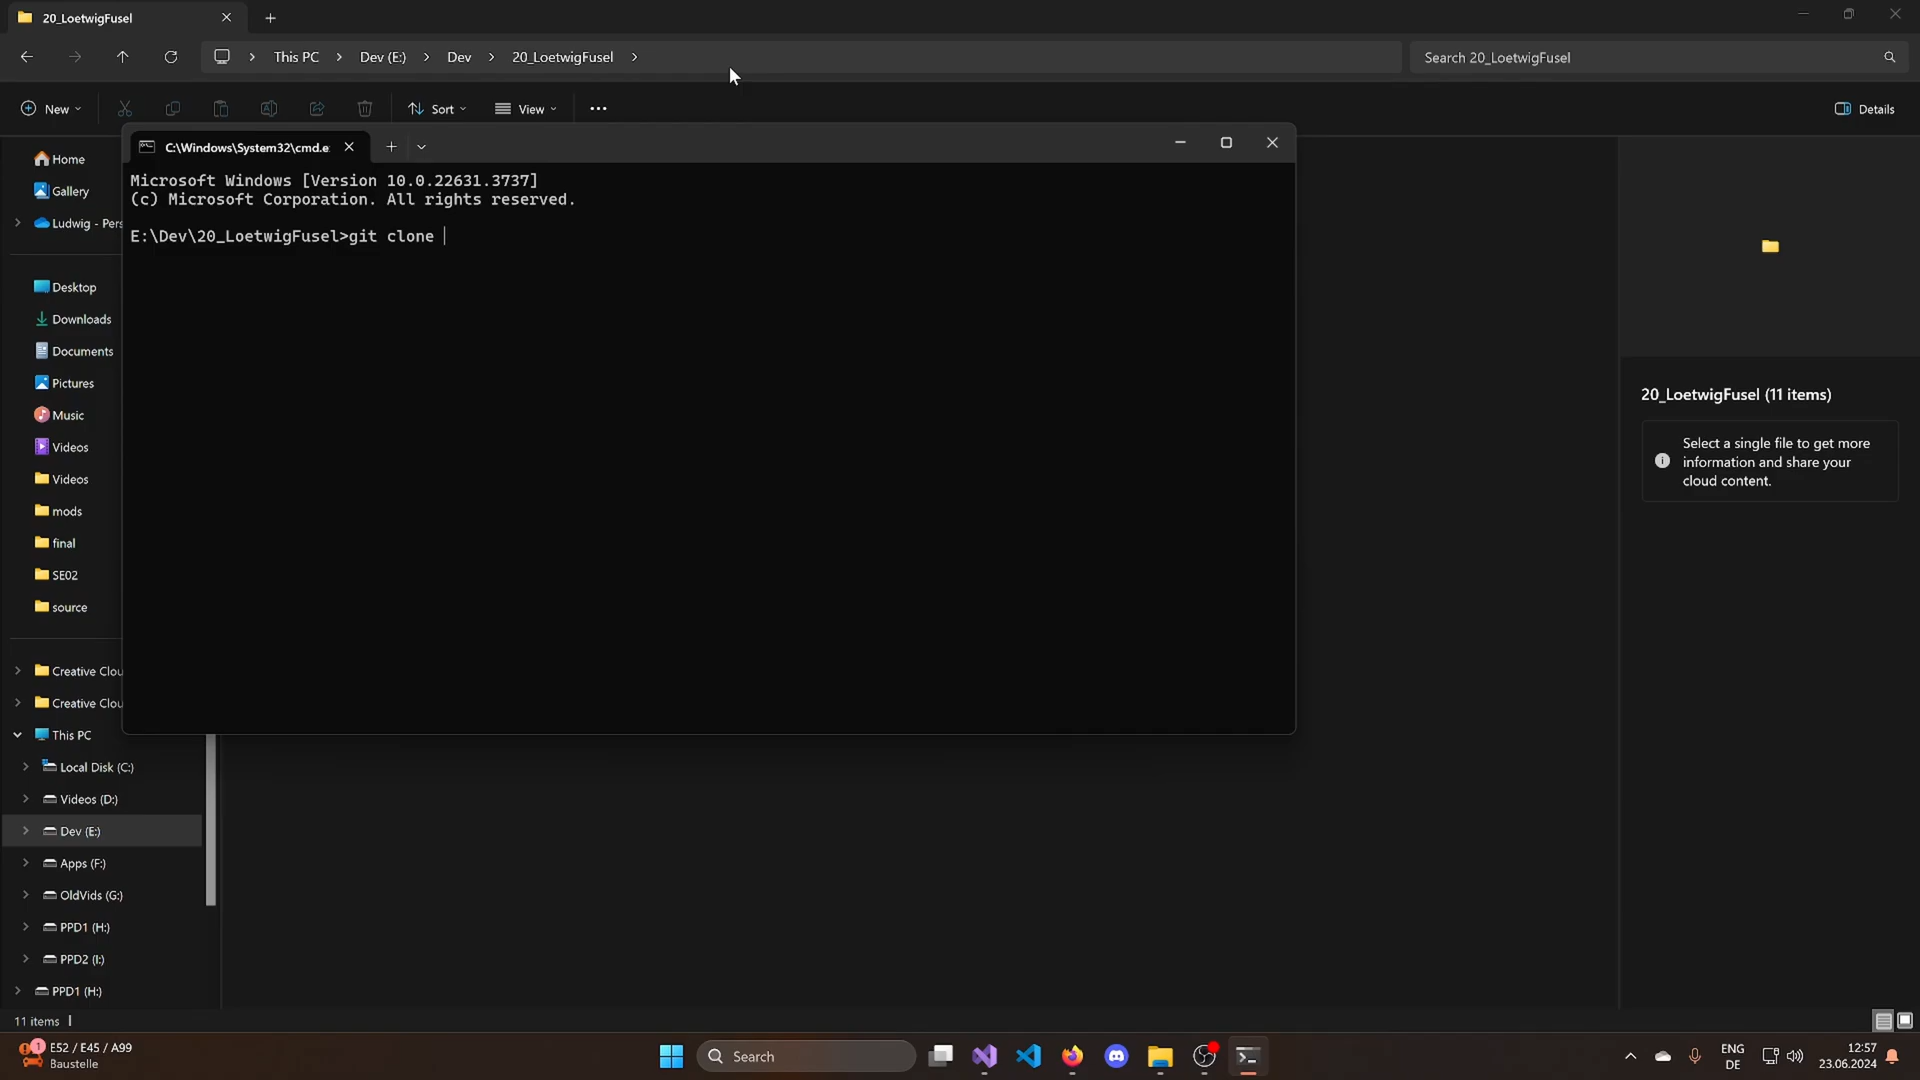 20_LoetwigFusel
This PC
Dev (E:)
Dev
20_LoetwigFusel
Search 20_LoetwigFusel
New
Sort
View
Details
C:\Windows\System32\cmd.e
Microsoft Windows [Version 10.0.22631.3737]
(c) Microsoft Corporation. All rights reserved.
E:\Dev\20_LoetwigFusel>git clone
Home
Gallery
Ludwig - Pers
Desktop
Downloads
Documents
Pictures
Music
Videos
Videos
mods
final
SE02
source
Creative Clou
Creative Clou
This PC
Local Disk (C:)
Videos (D:)
Dev (E:)
Apps (F:)
OldVids (G:)
PPD1 (H:)
PPD2 (I:)
PPD1 (H:)
20_LoetwigFusel (11 items)
Select a single file to get more
information and share your
cloud content.
11 items
1
E52 / E45 / A99
Baustelle
Search
ENG
DE
12:57
23.06.2024